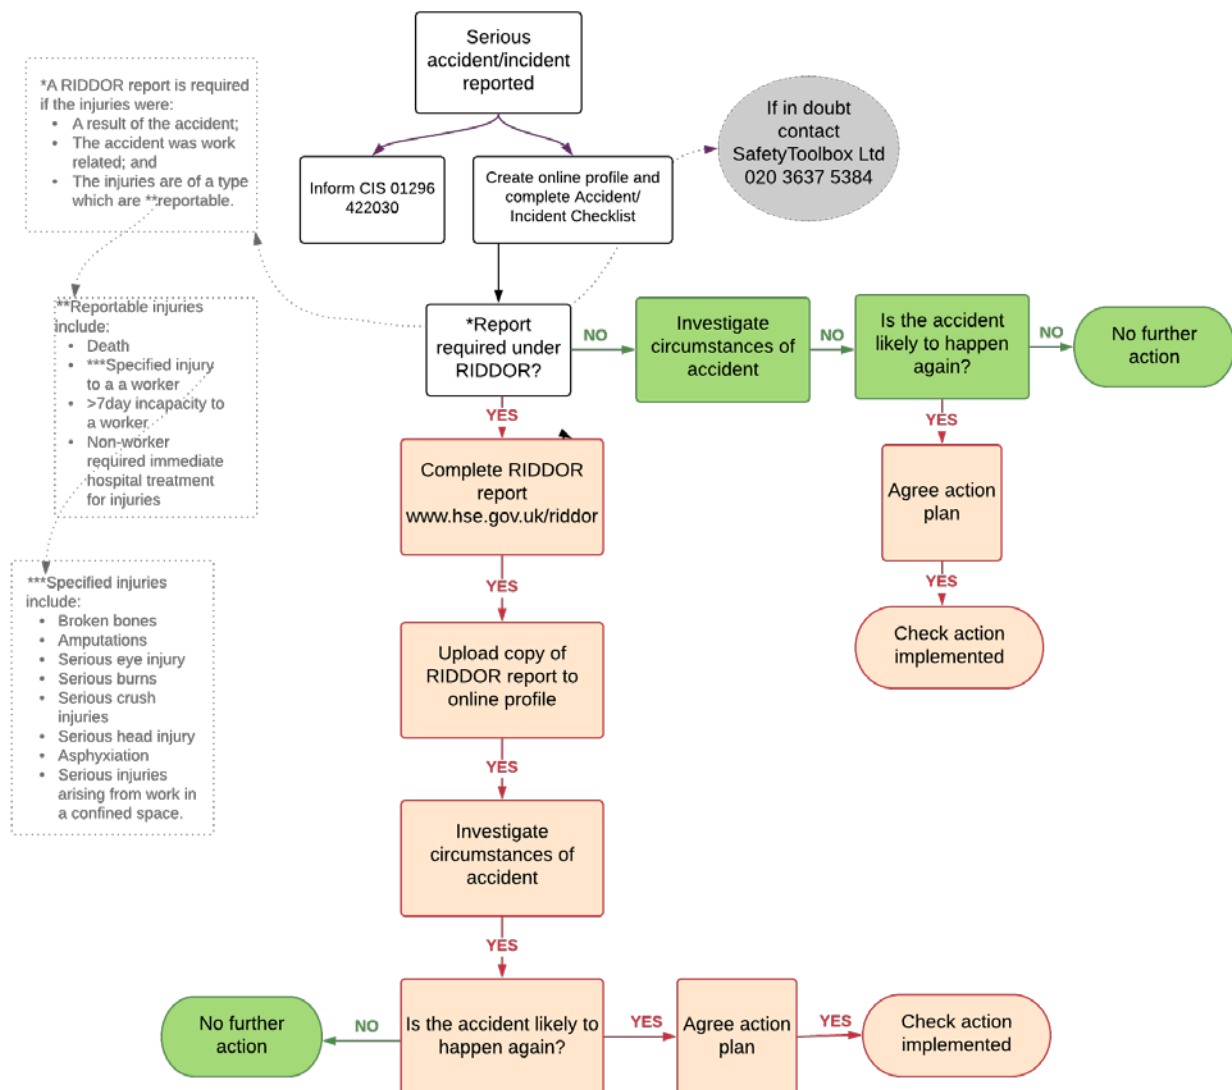 Serious
accident/incident
reported
*A RIDDOR report is required
if the injuries were:
• A result of the accident;
• The accident was work
related; and
• The injuries are of a type
which are **reportable.
If in doubt
contact
SafetyToolbox Ltd
020 3637 5384
Inform CIS 01296
422030
Create online profile and
complete Accident/
Incident Checklist
**Reportable injuries
include:
• Death
• ***Specified injury
to a a worker
• >7day incapacity to
a worker
• Non-worker
required immediate
hospital treatment
for injuries
*Report
required under
RIDDOR?
NO
Investigate
circumstances of
accident
NO
Is the accident
likely to happen
again?
NO
No further
action
YES
YES
Complete RIDDOR
report
www.hse.gov.uk/riddor
Agree action
plan
YES
YES
***Specified injuries
include:
• Broken bones
• Amputations
• Serious eye injury
• Serious burns
• Serious crush
injuries
• Serious head injury
• Asphyxiation
• Serious injuries
arising from work in
a confined space.
Upload copy of
RIDDOR report to
online profile
Check action
implemented
YES
Investigate
circumstances of
accident
YES
No further
action
NO
Is the accident likely to
happen again?
YES
Agree action
plan
YES
Check action
implemented